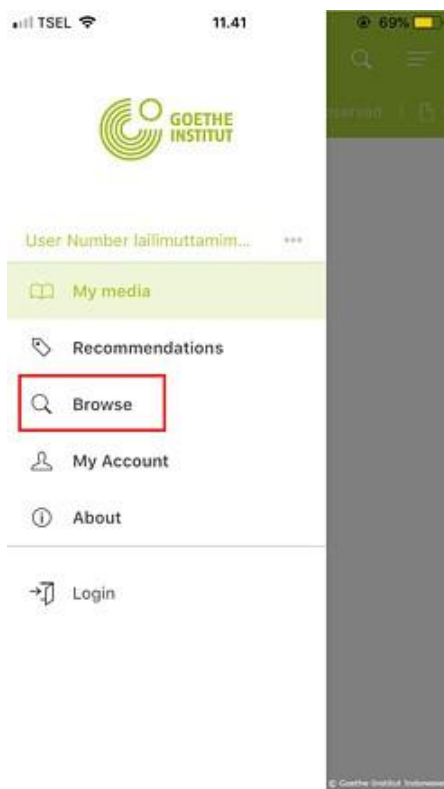 TSEL 11.41 69%
GOETHE
INSTITUT
User Number lailimuttamim...
My media
Recommendations
Browse
My Account
About
Login
© Goethe Institut Indonesien